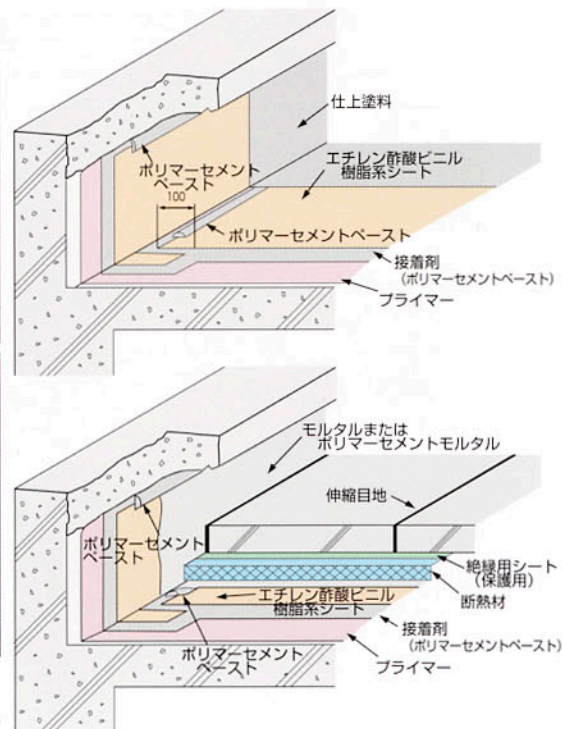 仕上塗料
ポリマーセメント
ペースト
エチレン酢酸ビニル
樹脂系シート
100
ポリマーセメントペースト
接着剤
(ポリマーセメントペースト)
プライマー
モルタルまたは
ポリマーセメントモルタル
伸縮目地
ポリマーセメント
ペースト
絶縁用シート
(保護用)
エチレン酢酸ビニル
樹脂系シート
断熱材
ポリマーセメント
ペースト
接着剤
(ポリマーセメントペースト)
プライマー